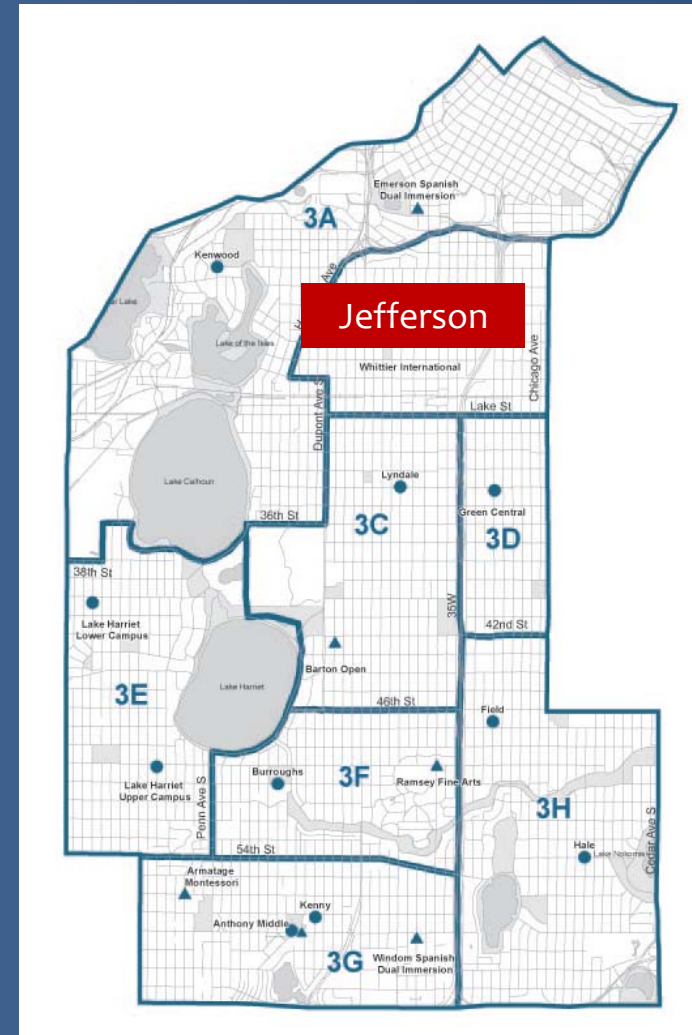 Emerson Spanish
Dual Immersion
3A
Kenwood
Ave
Jefferson
Lake of the Isles
Whittier International
Chicago Ave
Lake St
Dupont Ave S
Lake Calhoun
Lyndale
36th St
3C
Green Central
3D
38th St
Lake Harriet
Lower Campus
35W
42nd St
Barton Open
3E
Lake Harriet
46th St
Field
Burroughs
3F
Ramsey Fine Arts
Lake Harriet
Upper Campus
Penn Ave S
3H
Cedar Ave S
Hale
54th St
Armatage
Montessori
Kenny
Anthony Middle
3G
Windom Spanish
Dual Immersion